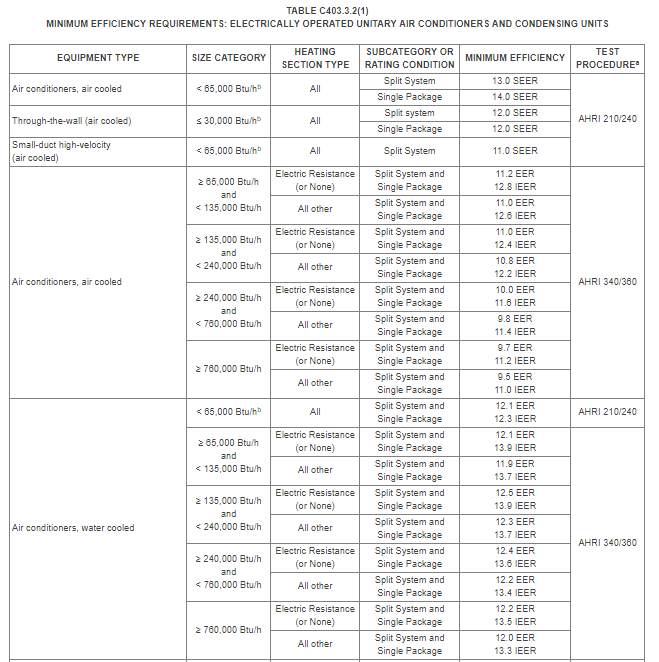 TABLE C403.3.2(1)
MINIMUM EFFICIENCY REQUIREMENTS: ELECTRICALLY OPERATED UNITARY AIR CONDITIONERS AND CONDENSING UNITS
EQUIPMENT TYPE SIZE CATEGORY HEATING SECTION TYPE SUBCATEGORY OR RATING CONDITION MINIMUM EFFICIENCY TEST PROCEDUREᵃ
Air conditioners, air cooled < 65,000 Btu/hᵇ All Split System 13.0 SEER AHRI 210/240
Single Package 14.0 SEER
Through-the-wall (air cooled) ≤ 30,000 Btu/hᵇ All Split system 12.0 SEER
Single Package 12.0 SEER
Small-duct high-velocity (air cooled) < 65,000 Btu/hᵇ All Split System 11.0 SEER
Air conditioners, air cooled ≥ 65,000 Btu/h and < 135,000 Btu/h Electric Resistance (or None) Split System and Single Package 11.2 EER 12.8 IEER AHRI 340/360
All other Split System and Single Package 11.0 EER 12.6 IEER
≥ 135,000 Btu/h and < 240,000 Btu/h Electric Resistance (or None) Split System and Single Package 11.0 EER 12.4 IEER
All other Split System and Single Package 10.8 EER 12.2 IEER
≥ 240,000 Btu/h and < 760,000 Btu/h Electric Resistance (or None) Split System and Single Package 10.0 EER 11.6 IEER
All other Split System and Single Package 9.8 EER 11.4 IEER
≥ 760,000 Btu/h Electric Resistance (or None) Split System and Single Package 9.7 EER 11.2 IEER
All other Split System and Single Package 9.5 EER 11.0 IEER
Air conditioners, water cooled < 65,000 Btu/hᵇ All Split System and Single Package 12.1 EER 12.3 IEER AHRI 210/240
≥ 65,000 Btu/h and < 135,000 Btu/h Electric Resistance (or None) Split System and Single Package 12.1 EER 13.9 IEER AHRI 340/360
All other Split System and Single Package 11.9 EER 13.7 IEER
≥ 135,000 Btu/h and < 240,000 Btu/h Electric Resistance (or None) Split System and Single Package 12.5 EER 13.9 IEER
All other Split System and Single Package 12.3 EER 13.7 IEER
≥ 240,000 Btu/h and < 760,000 Btu/h Electric Resistance (or None) Split System and Single Package 12.4 EER 13.6 IEER
All other Split System and Single Package 12.2 EER 13.4 IEER
≥ 760,000 Btu/h Electric Resistance (or None) Split System and Single Package 12.2 EER 13.5 IEER
All other Split System and Single Package 12.0 EER 13.3 IEER